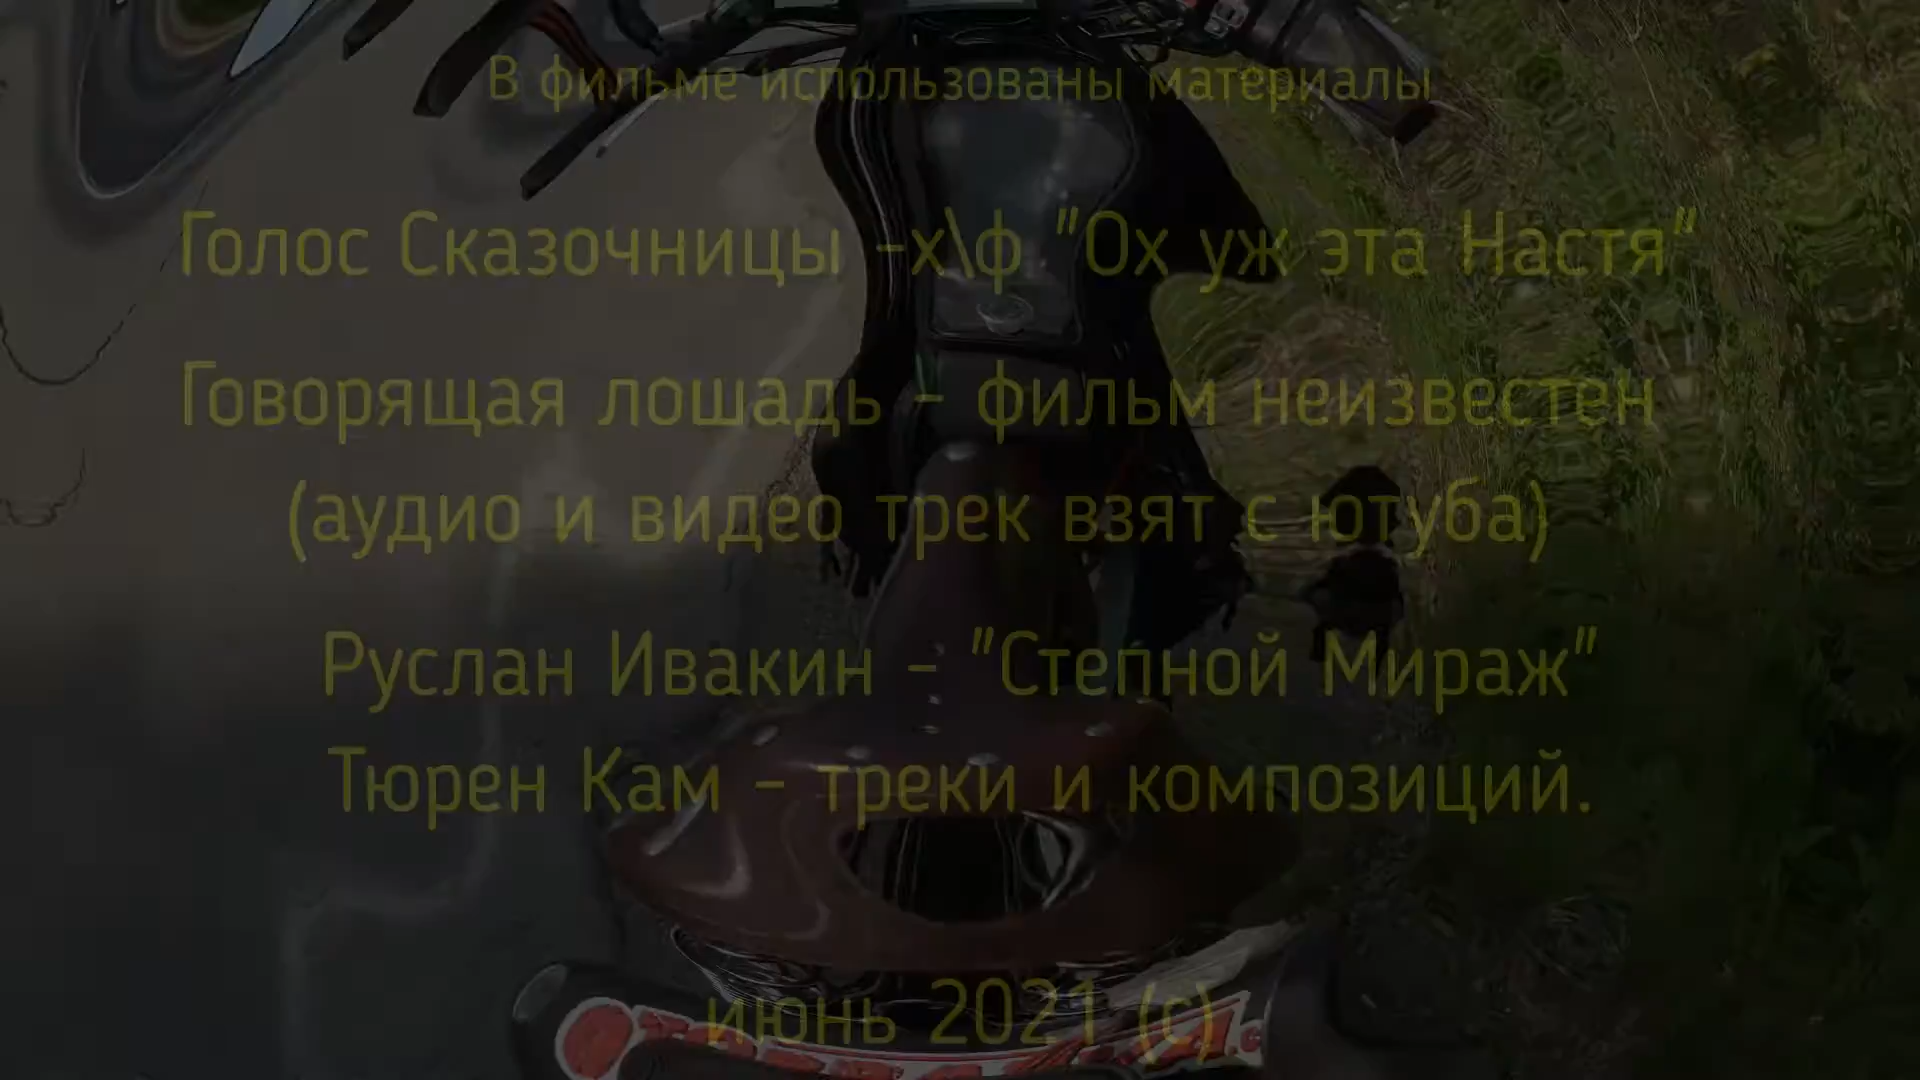 В фильме использованы материалы
Голос Сказочницы -х\ф "Ох уж эта Настя"
Говорящая лошадь - фильм неизвестен
(аудио и видео трек взят с ютуба)
Руслан Ивакин - "Степной Мираж"
Тюрен Кам - треки и композиций.
июнь 2021 (с)